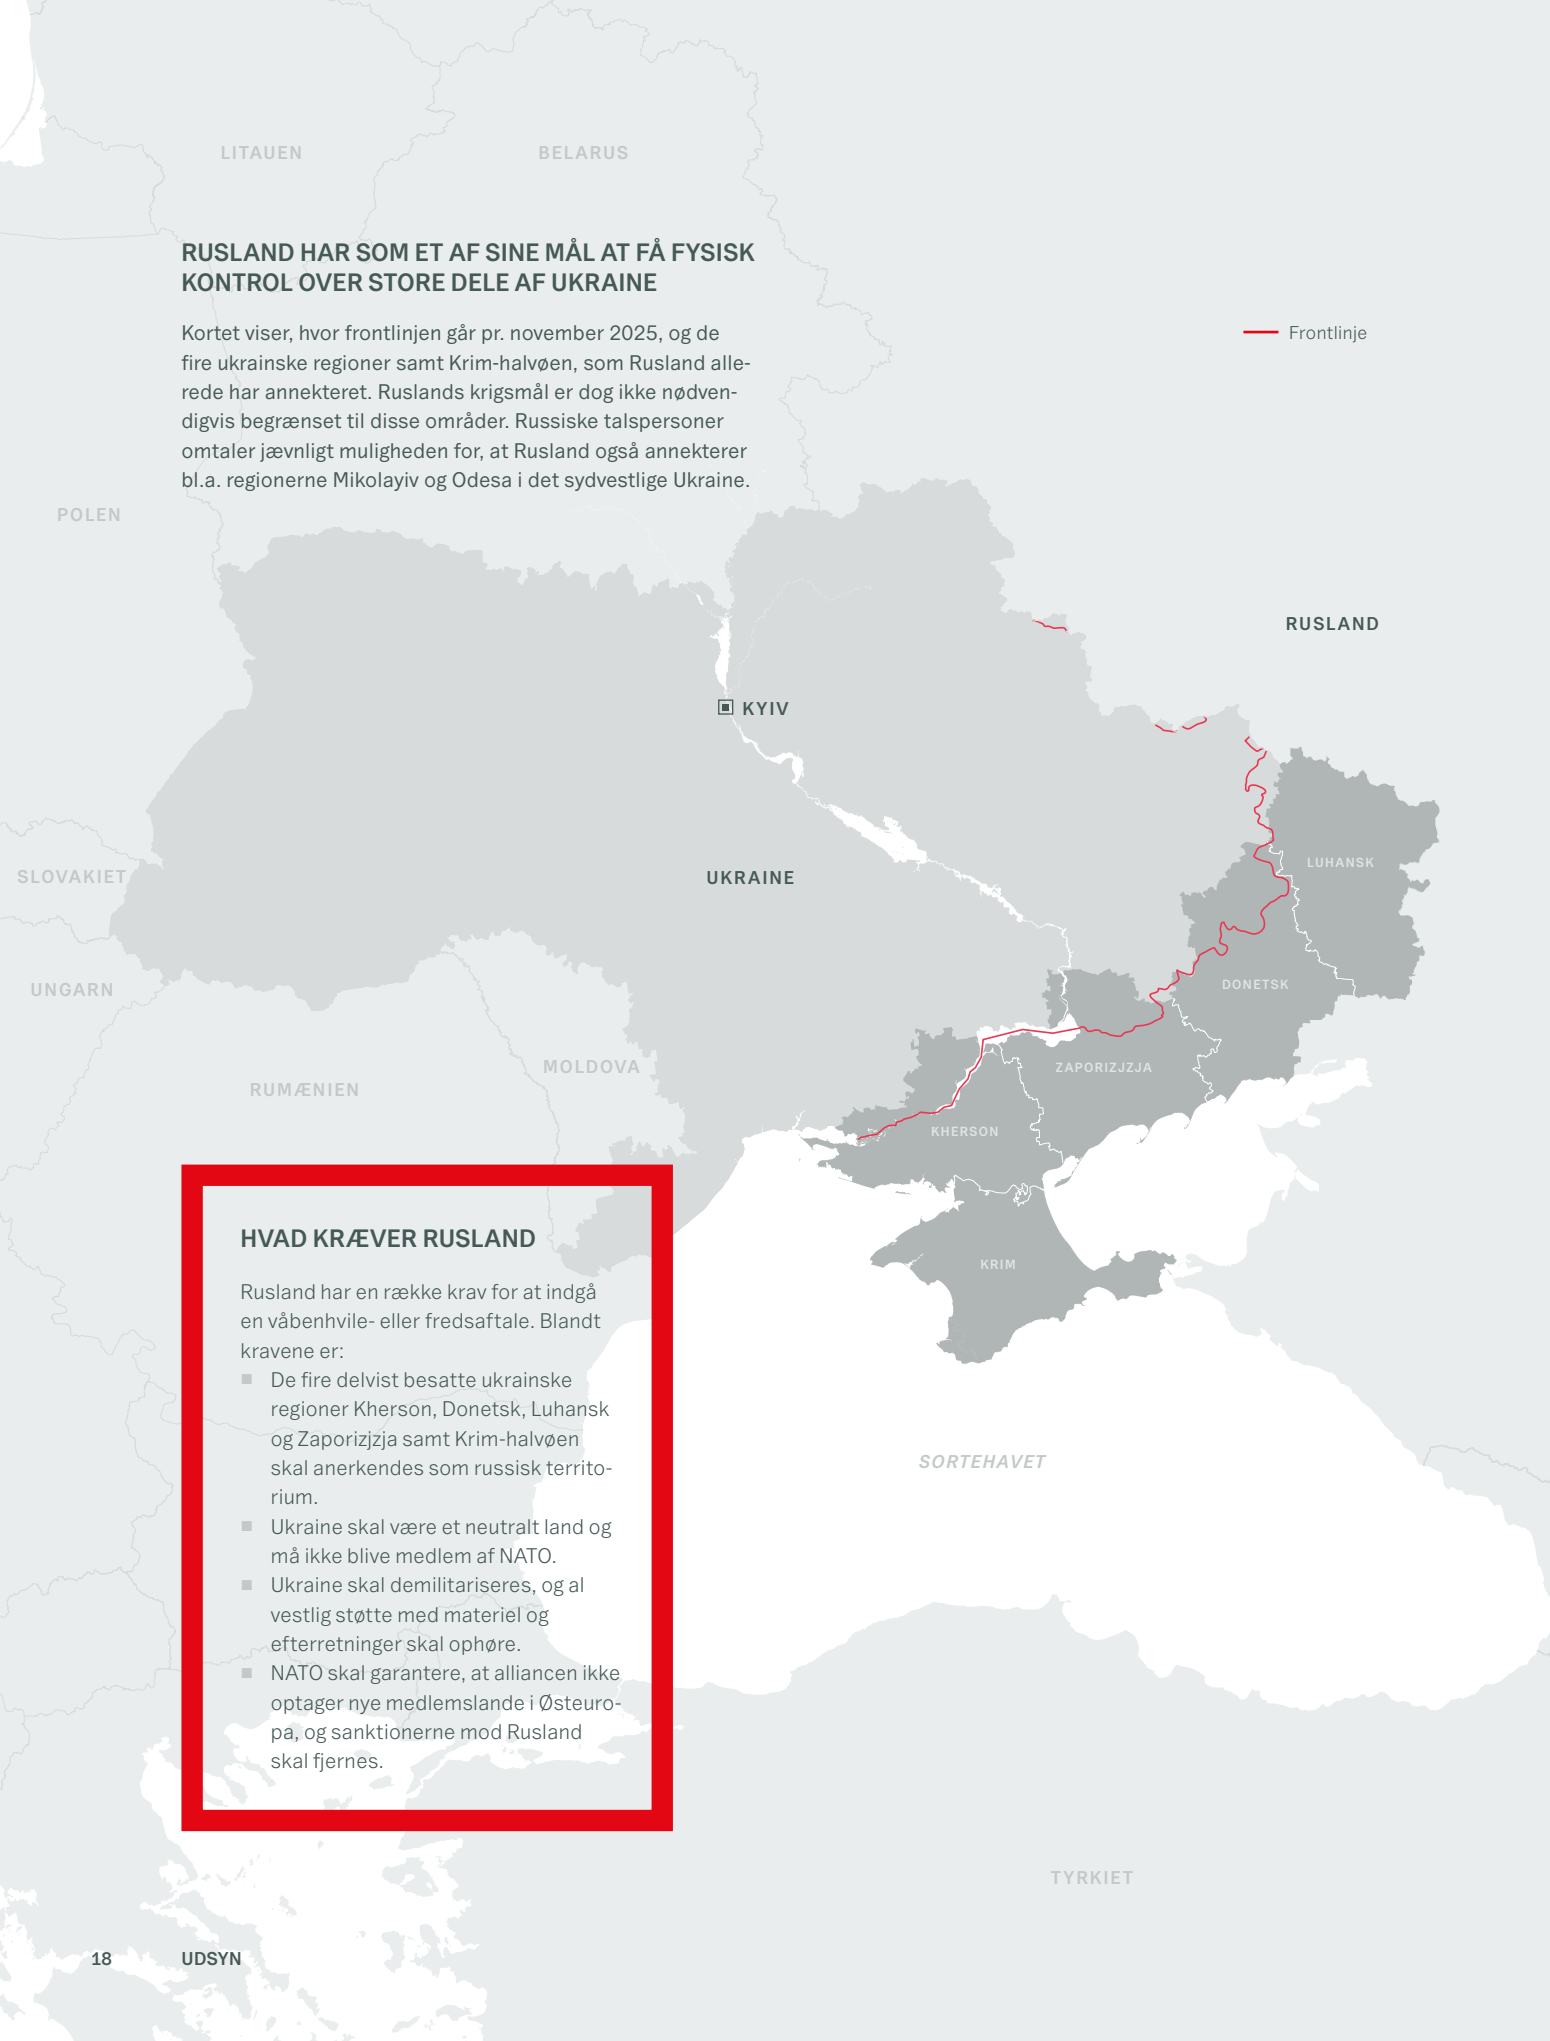 LITAUEN
BELARUS
RUSLAND HAR SOM ET AF SINE MÅL AT FÅ FYSISK
KONTROL OVER STORE DELE AF UKRAINE
Kortet viser, hvor frontlinjen går pr. november 2025, og de
fire ukrainske regioner samt Krim-halvøen, som Rusland alle-
rede har annekteret. Ruslands krigsmål er dog ikke nødven-
digvis begrænset til disse områder. Russiske talspersoner
omtaler jævnligt muligheden for, at Rusland også annekterer
bl.a. regionerne Mikolayiv og Odesa i det sydvestlige Ukraine.
Frontlinje
POLEN
RUSLAND
KYIV
LUHANSK
SLOVAKIET
UKRAINE
DONETSK
UNGARN
MOLDOVA
ZAPORIZJZJA
RUMÆNIEN
KHERSON
KRIM
HVAD KRÆVER RUSLAND
Rusland har en række krav for at indgå
en våbenhvile- eller fredsaftale. Blandt
kravene er:
■ De fire delvist besatte ukrainske
regioner Kherson, Donetsk, Luhansk
og Zaporizjzja samt Krim-halvøen
skal anerkendes som russisk territo-
rium.
■ Ukraine skal være et neutralt land og
må ikke blive medlem af NATO.
■ Ukraine skal demilitariseres, og al
vestlig støtte med materiel og
efterretninger skal ophøre.
■ NATO skal garantere, at alliancen ikke
optager nye medlemslande i Østeuro-
pa, og sanktionerne mod Rusland
skal fjernes.
SORTEHAVET
TYRKIET
18 UDSYN